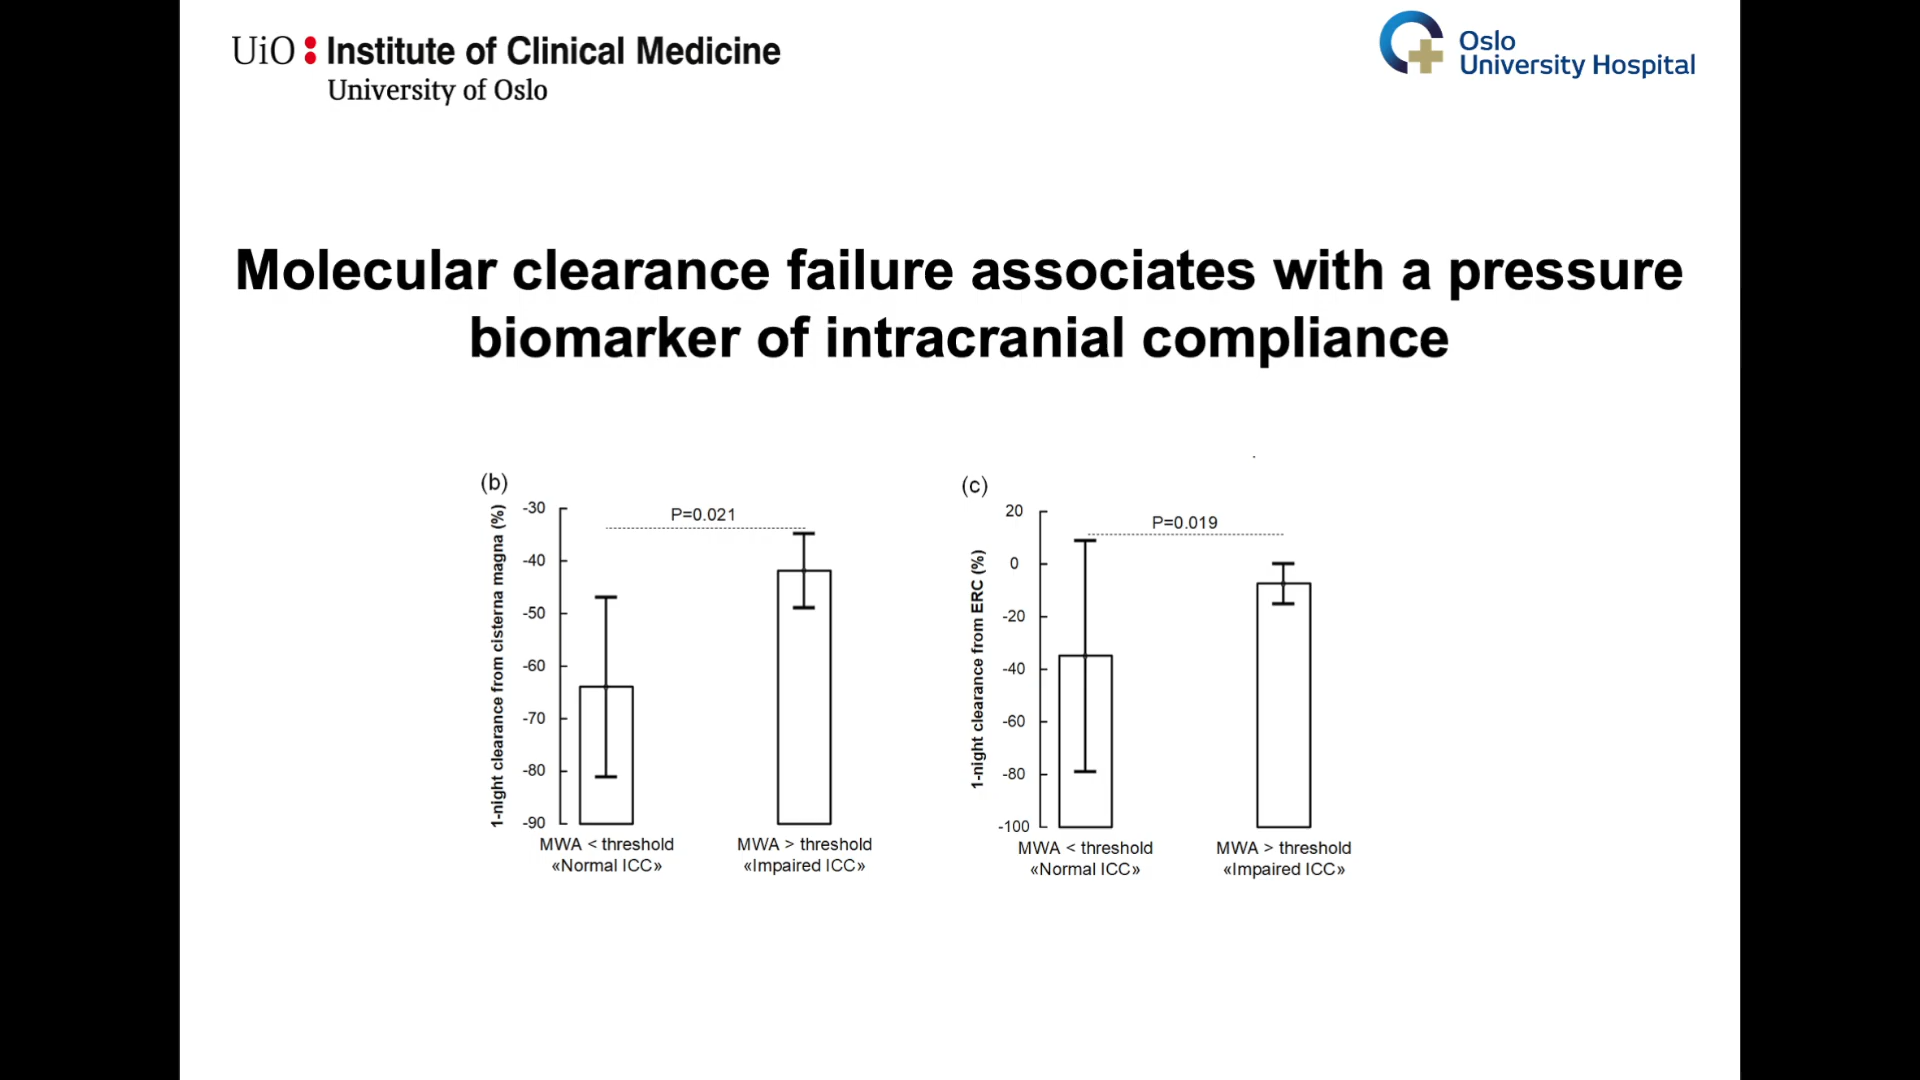 UiO Institute of Clinical Medicine
University of Oslo
Oslo
University Hospital
Molecular clearance failure associates with a pressure
biomarker of intracranial compliance
(b)
1-night clearance from cisterna magna (%)
-30
-40
-50
-60
-70
-80
-90
P=0.021
MWA < threshold
«Normal ICC»
MWA > threshold
«Impaired ICC»
(c)
1-night clearance from ERC (%)
20
0
-20
-40
-60
-80
-100
P=0.019
MWA < threshold
«Normal ICC»
MWA > threshold
«Impaired ICC»